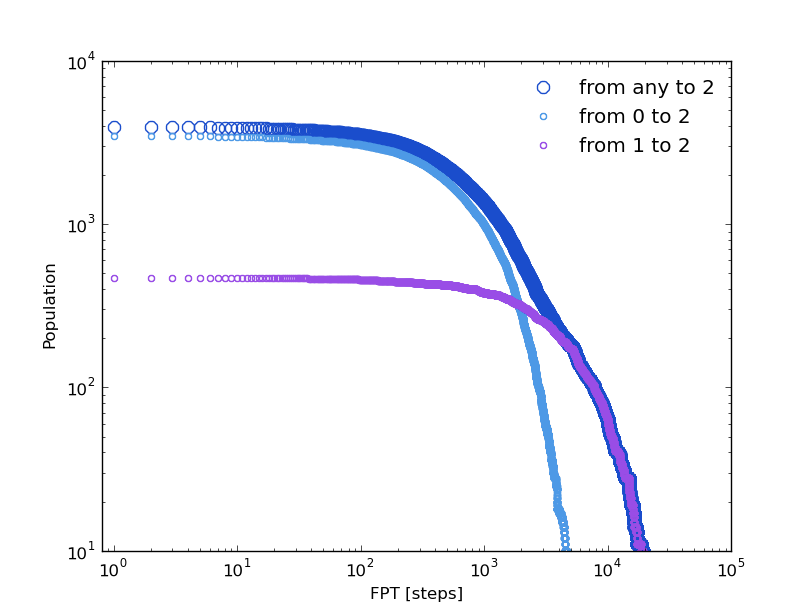 10^4
10^3
10^2
10^1
Population
from any to 2
from 0 to 2
from 1 to 2
10^0
10^1
10^2
10^3
10^4
10^5
FPT [steps]